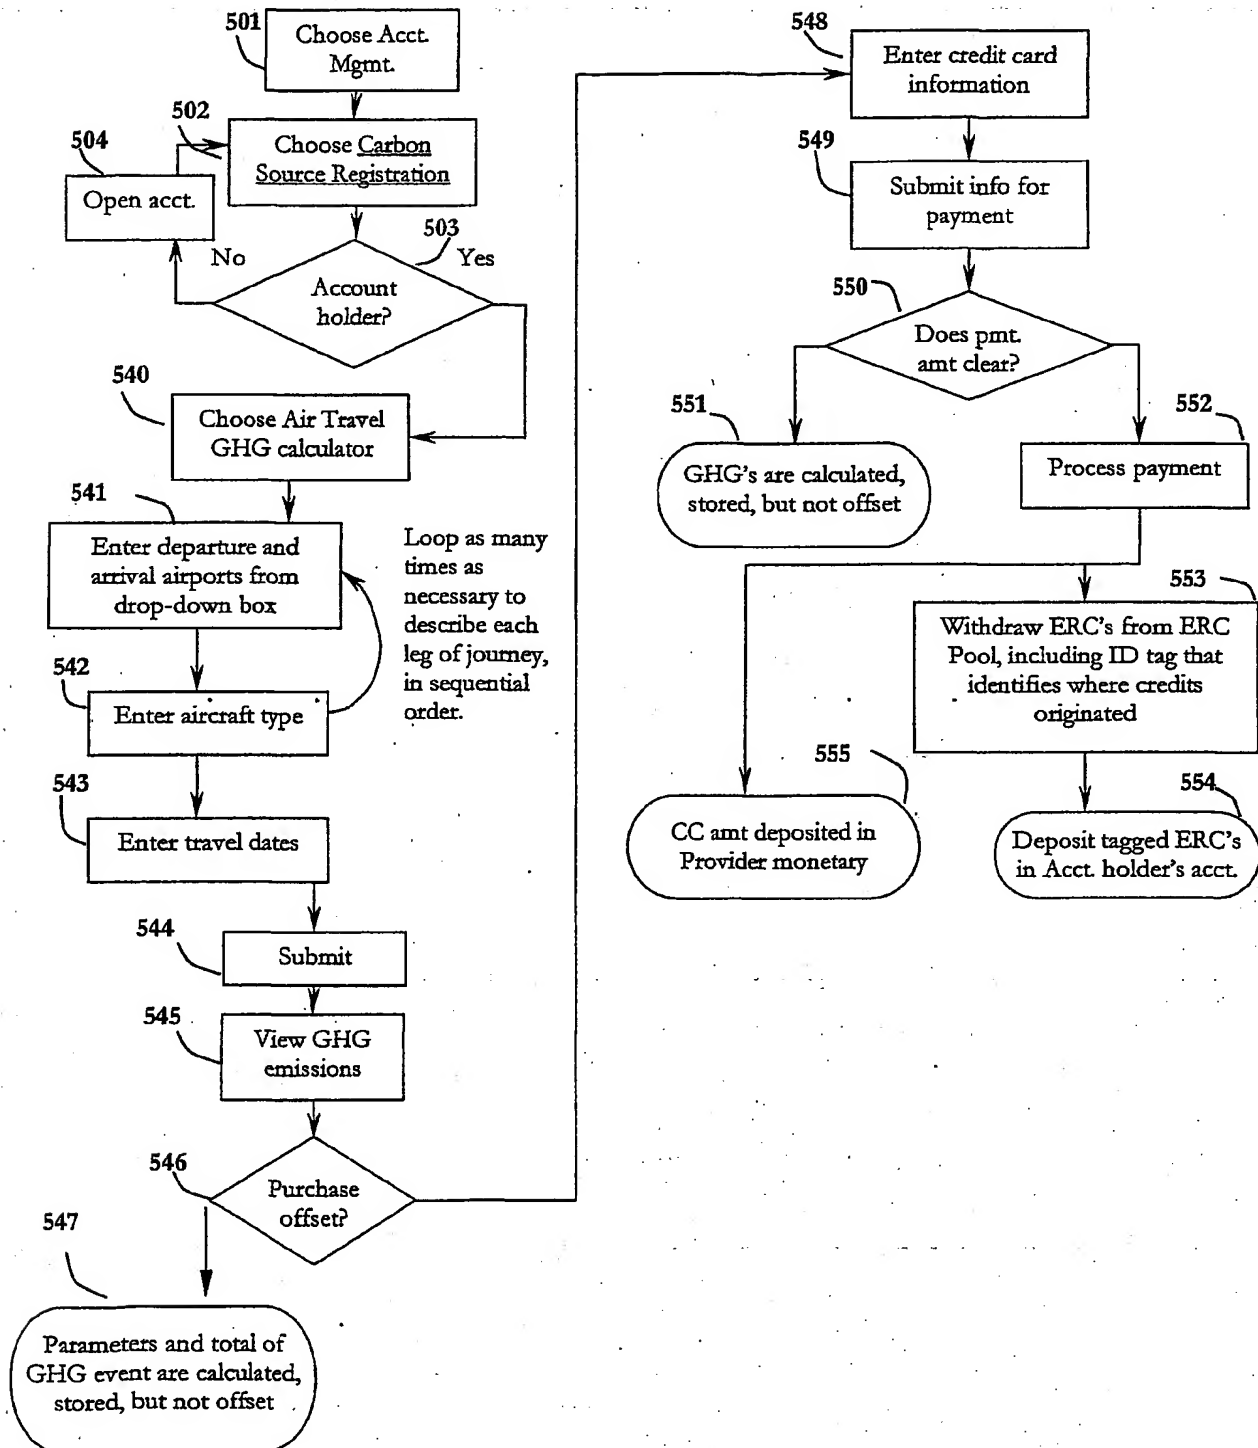 501
Choose Acct.
Mgmt.
502
Choose Carbon
Source Registration
504
Open acct.
No
503
Yes
Account
holder?
540
Choose Air Travel
GHG calculator
541
Enter departure and
arrival airports from
drop-down box
Loop as many
times as
necessary to
describe each
leg of journey,
in sequential
order.
542
Enter aircraft type
543
Enter travel dates
544
Submit
545
View GHG
emissions
546
Purchase
offset?
547
Parameters and total of
GHG event are calculated,
stored, but not offset
548
Enter credit card
information
549
Submit info for
payment
550
Does pmt.
amt clear?
551
GHG's are calculated,
stored, but not offset
552
Process payment
553
Withdraw ERC's from ERC
Pool, including ID tag that
identifies where credits
originated
555
CC amt deposited in
Provider monetary
554
Deposit tagged ERC's
in Acct. holder's acct.